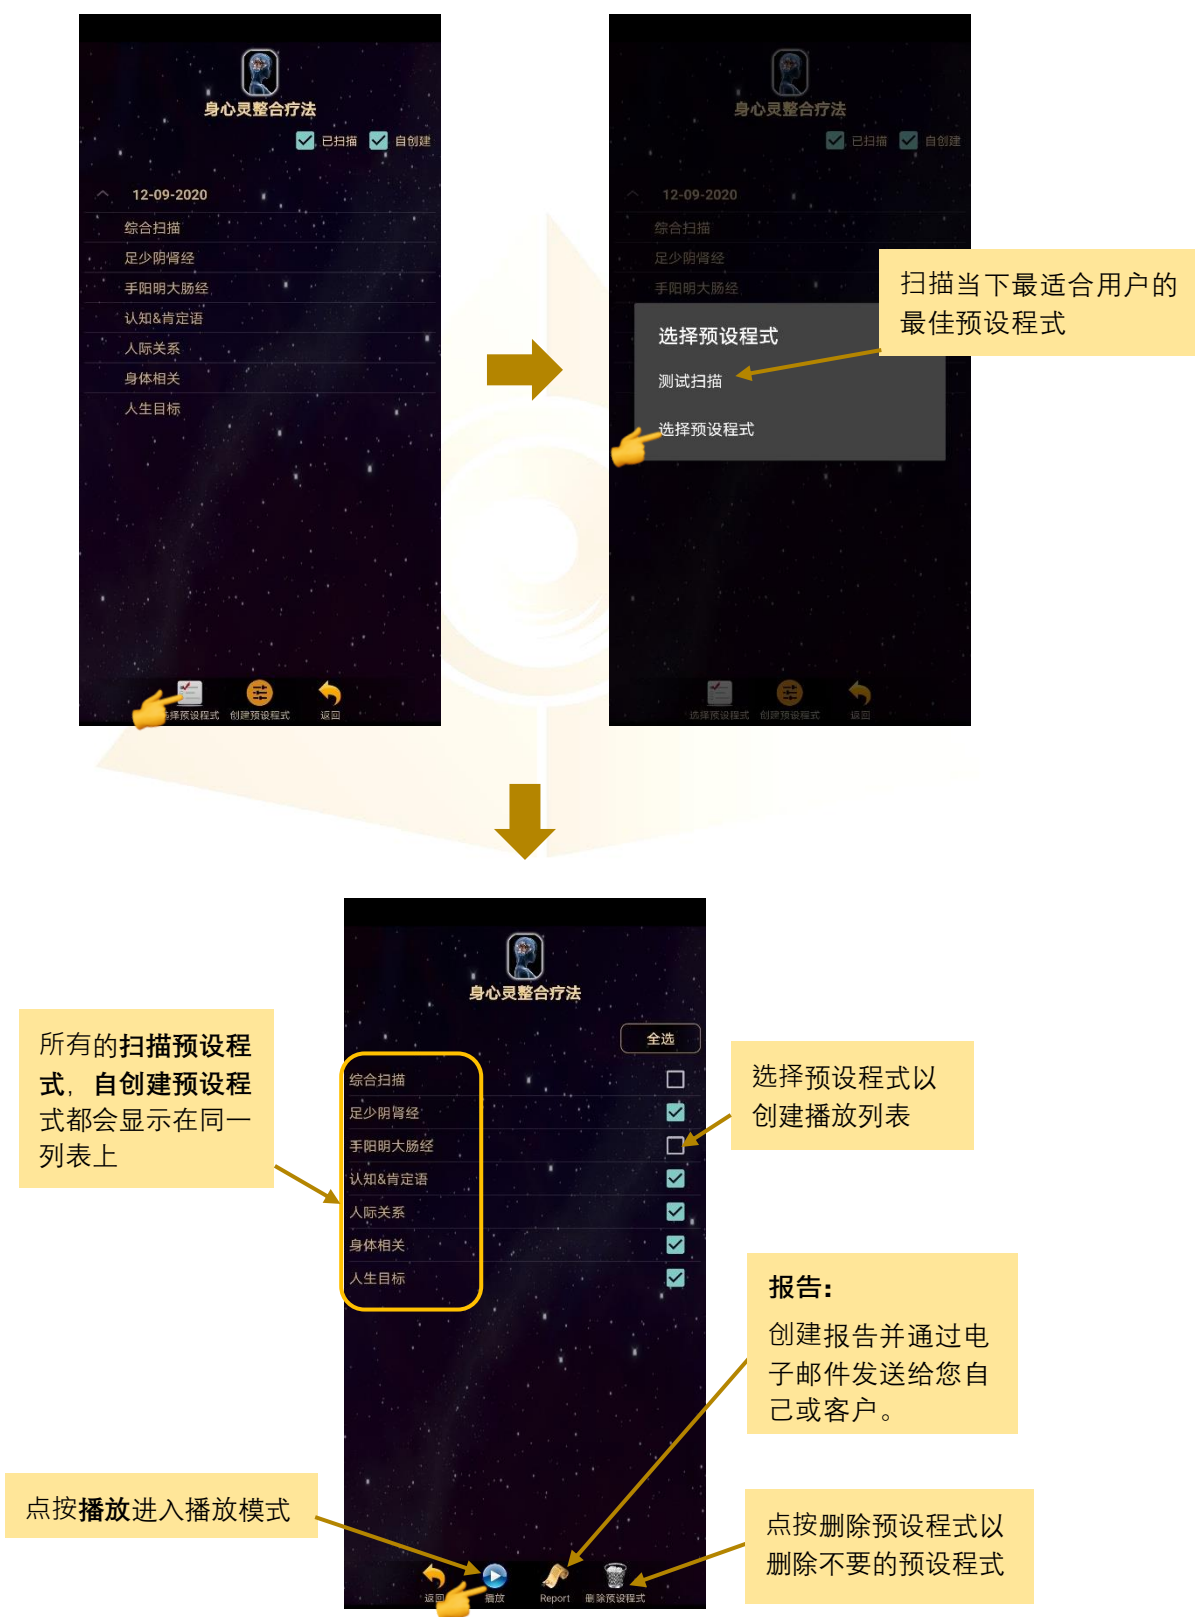 身心灵整合疗法
已扫描 自创建
12-09-2020
综合扫描
足少阴肾经
手阳明大肠经
认知&肯定语
人际关系
身体相关
人生目标
择预设程式 创建预设程式 返回
身心灵整合疗法
已扫描 自创建
12-09-2020
综合扫描
足少阴肾经
手阳明大肠经
扫描当下最适合用户的
最佳预设程式
选择预设程式
测试扫描
选择预设程式
选择预设程式 创建预设程式 返回
身心灵整合疗法
全选
综合扫描
足少阴肾经
手阳明大肠经
认知&肯定语
人际关系
身体相关
人生目标
所有的扫描预设程
式，自创建预设程
式都会显示在同一
列表上
选择预设程式以
创建播放列表
报告:
创建报告并通过电
子邮件发送给您自
己或客户。
点按播放进入播放模式
点按删除预设程式以
删除不要的预设程式
返回 播放 Report 删除预设程式